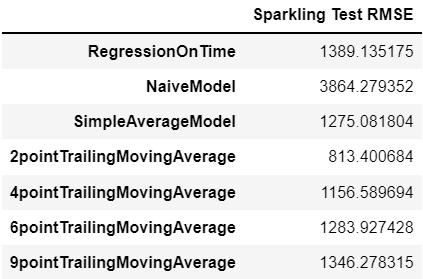 Sparkling Test RMSE
RegressionOnTime 1389.135175
NaiveModel 3864.279352
SimpleAverageModel 1275.081804
2pointTrailingMovingAverage 813.400684
4pointTrailingMovingAverage 1156.589694
6pointTrailingMovingAverage 1283.927428
9pointTrailingMovingAverage 1346.278315